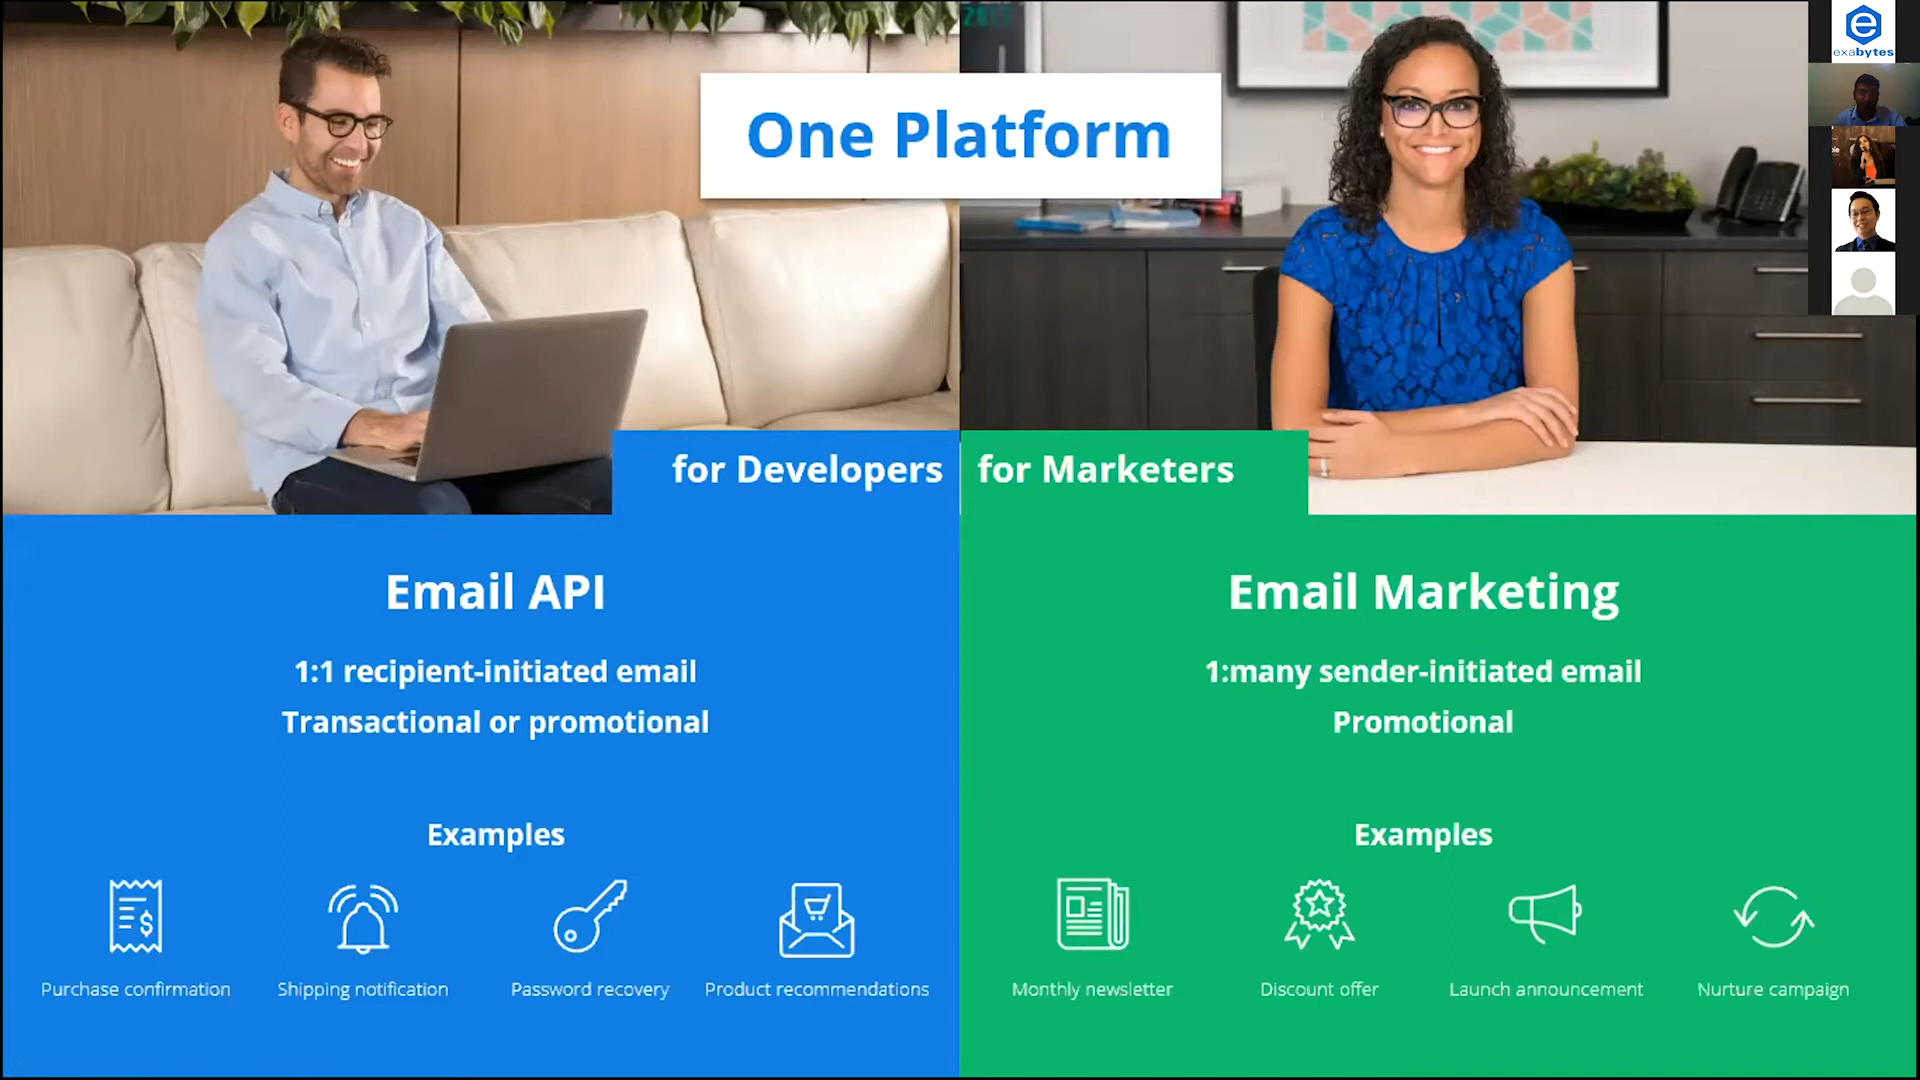 One Platform
exabytes
for Developers
for Marketers
Email API
1:1 recipient-initiated email
Transactional or promotional
Examples
Purchase confirmation
Shipping notification
Password recovery
Product recommendations
Email Marketing
1:many sender-initiated email
Promotional
Examples
Monthly newsletter
Discount offer
Launch announcement
Nurture campaign